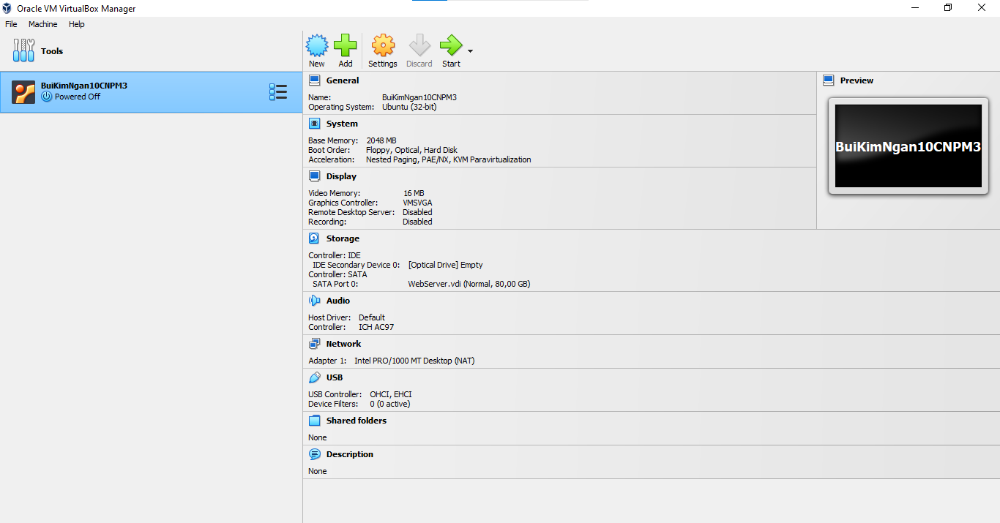 Oracle VM VirtualBox Manager
File Machine Help
Tools
New Add Settings Discard Start
BuiKimNgan10CNPM3
Powered Off
General
Name: BuiKimNgan10CNPM3
Operating System: Ubuntu (32-bit)
System
Base Memory: 2048 MB
Boot Order: Floppy, Optical, Hard Disk
Acceleration: Nested Paging, PAE/NX, KVM Paravirtualization
Display
Video Memory: 16 MB
Graphics Controller: VMSVGA
Remote Desktop Server: Disabled
Recording: Disabled
Preview
BuiKimNgan10CNPM3
Storage
Controller: IDE
IDE Secondary Device 0: [Optical Drive] Empty
Controller: SATA
SATA Port 0: WebServer.vdi (Normal, 80,00 GB)
Audio
Host Driver: Default
Controller: ICH AC97
Network
Adapter 1: Intel PRO/1000 MT Desktop (NAT)
USB
USB Controller: OHCI, EHCI
Device Filters: 0 (0 active)
Shared folders
None
Description
None